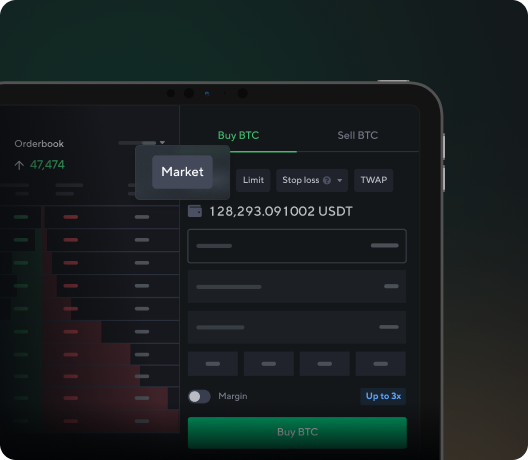 Buy BTC
Sell BTC
Orderbook
47,474
Market
Limit
Stop loss
TWAP
128,293.091002 USDT
Margin
Up to 3x
Buy BTC